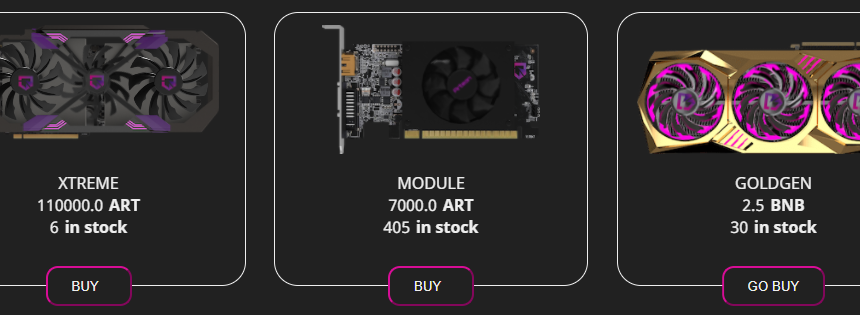 XTREME
110000.0 ART
6 in stock
BUY
MODULE
7000.0 ART
405 in stock
BUY
GOLDGEN
2.5 BNB
30 in stock
GO BUY